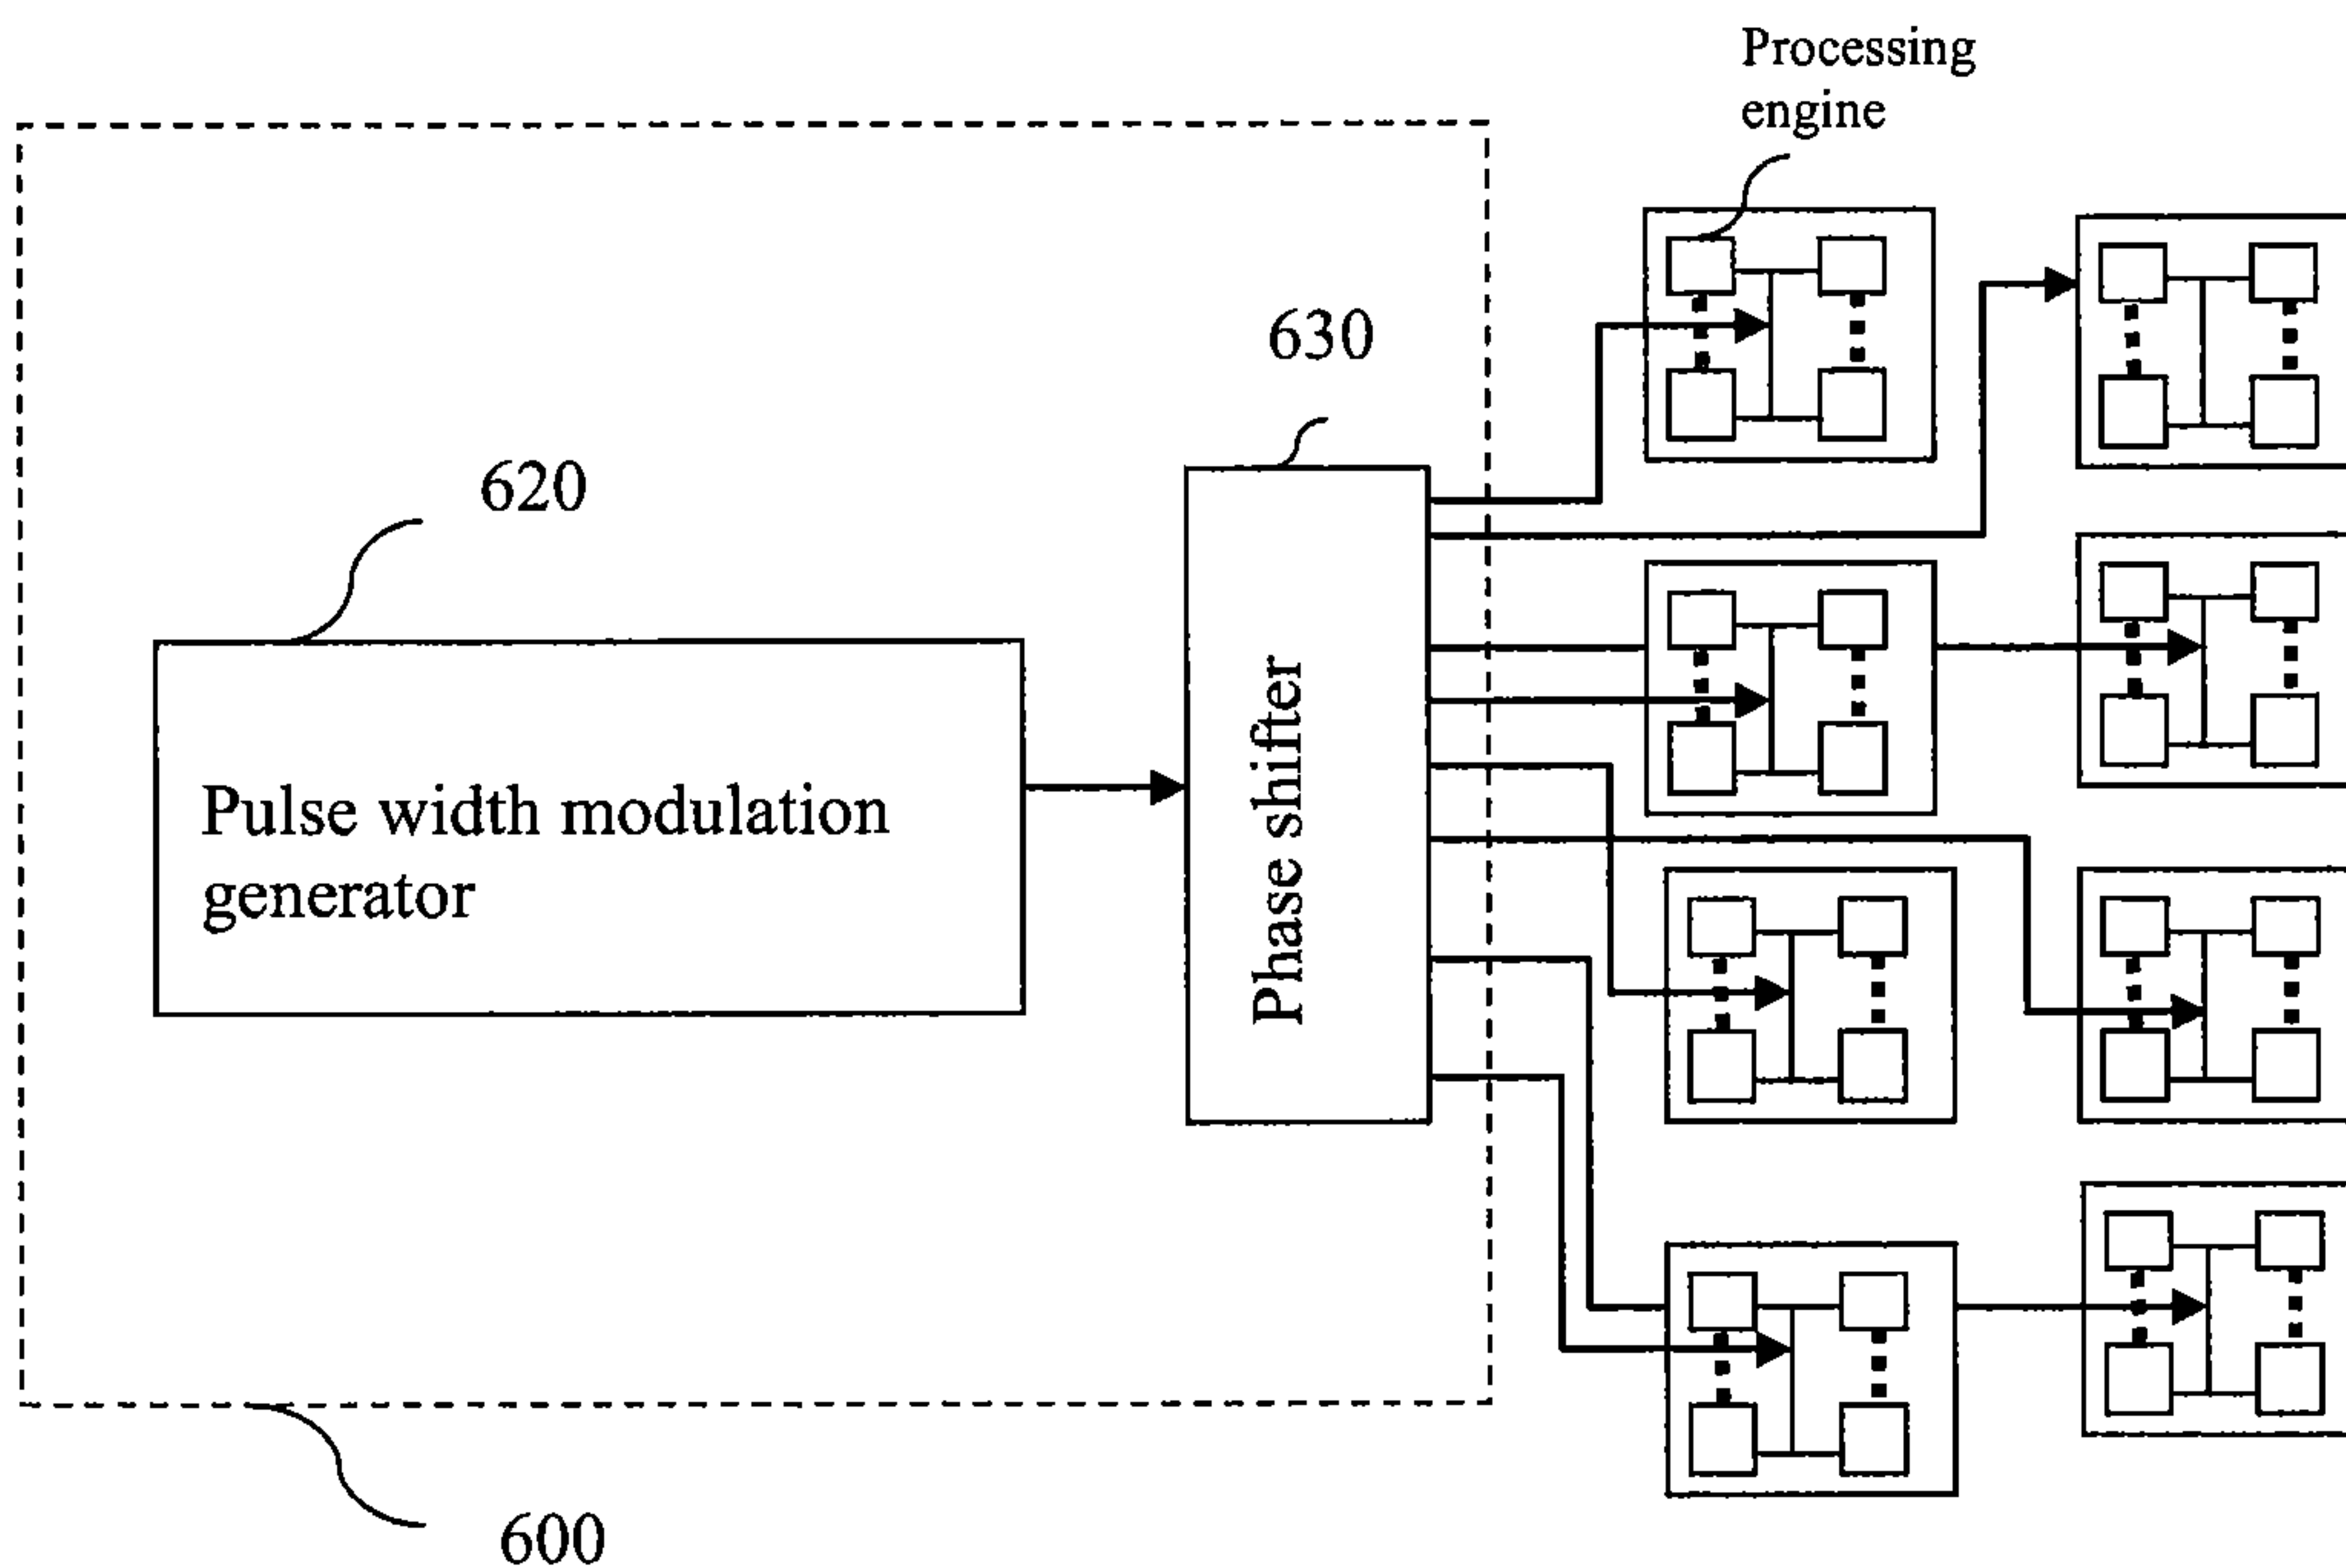 Processing
engine
630
620
Pulse width modulation
generator
Phase shifter
600